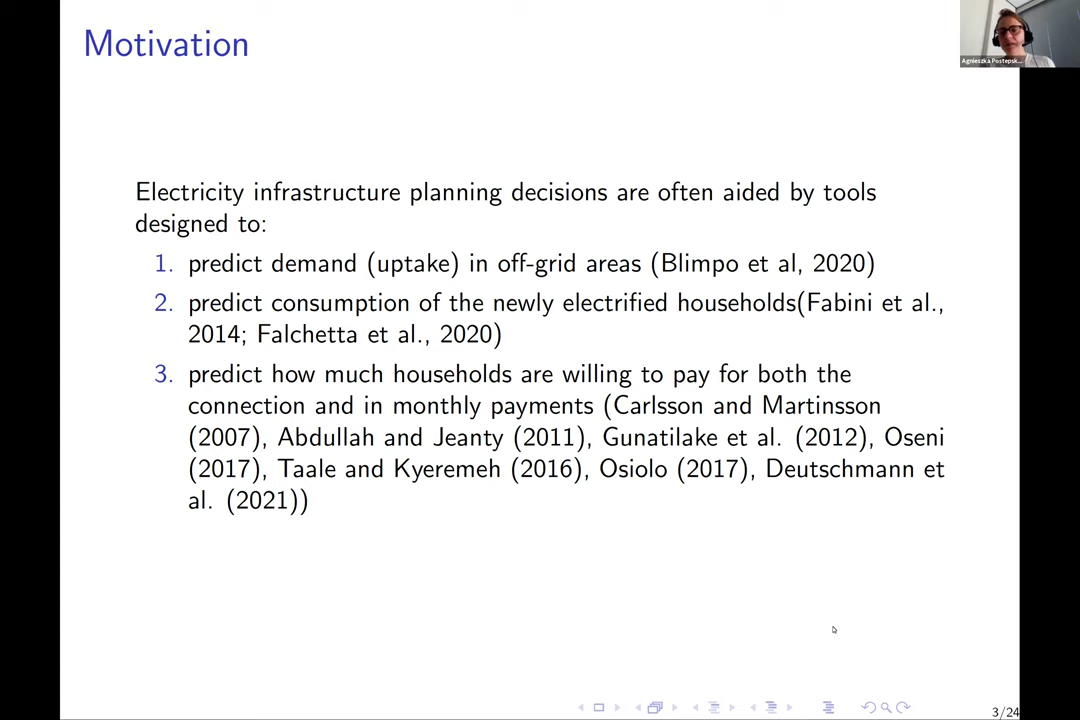 Motivation
Agnieszka Postepsk...
Electricity infrastructure planning decisions are often aided by tools
designed to:
1. predict demand (uptake) in off-grid areas (Blimpo et al, 2020)
2. predict consumption of the newly electrified households(Fabini et al.,
2014; Falchetta et al., 2020)
3. predict how much households are willing to pay for both the
connection and in monthly payments (Carlsson and Martinsson
(2007), Abdullah and Jeanty (2011), Gunatilake et al. (2012), Oseni
(2017), Taale and Kyeremeh (2016), Osiolo (2017), Deutschmann et
al. (2021))
3/24